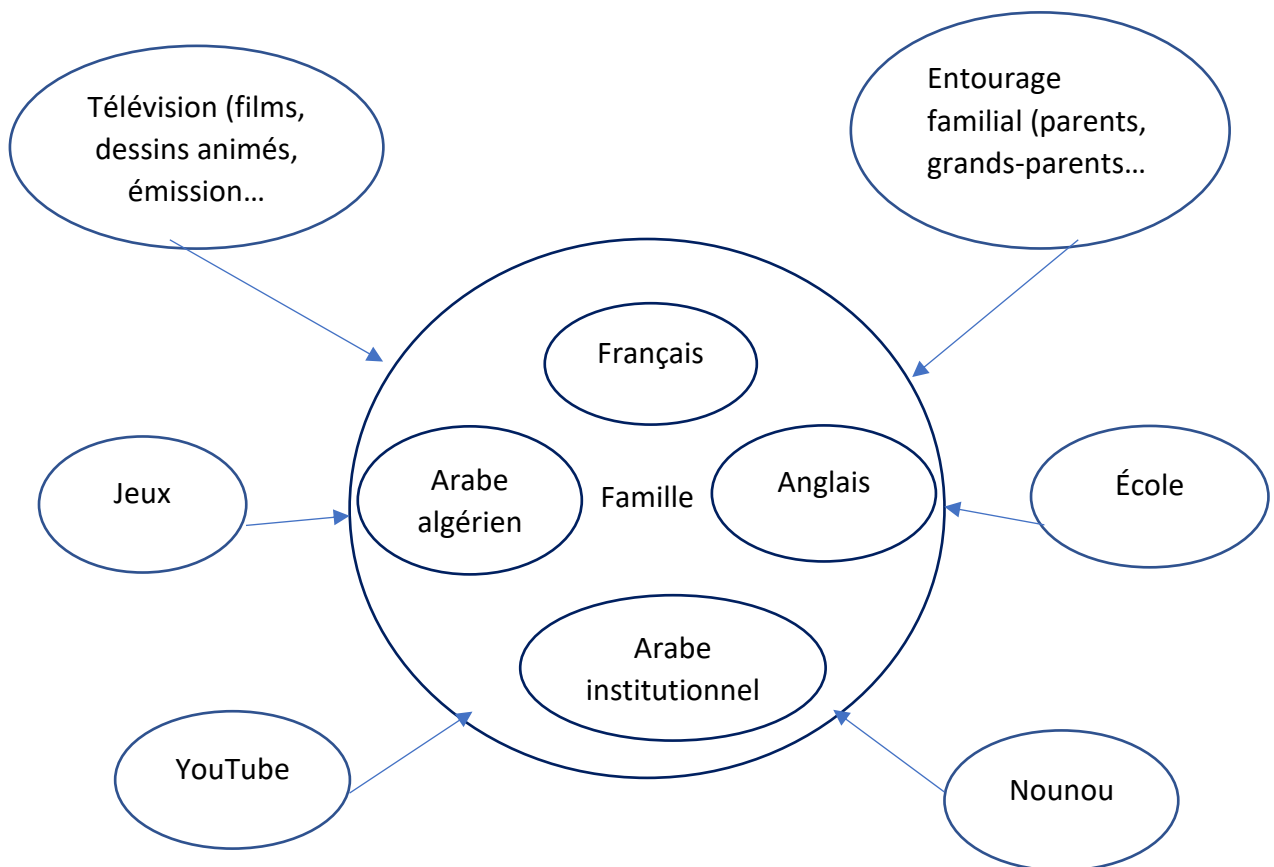 Télévision (films,
dessins animés,
émission…
Entourage
familial (parents,
grands-parents…
Français
Jeux
Arabe
algérien
Famille
Anglais
École
Arabe
institutionnel
YouTube
Nounou